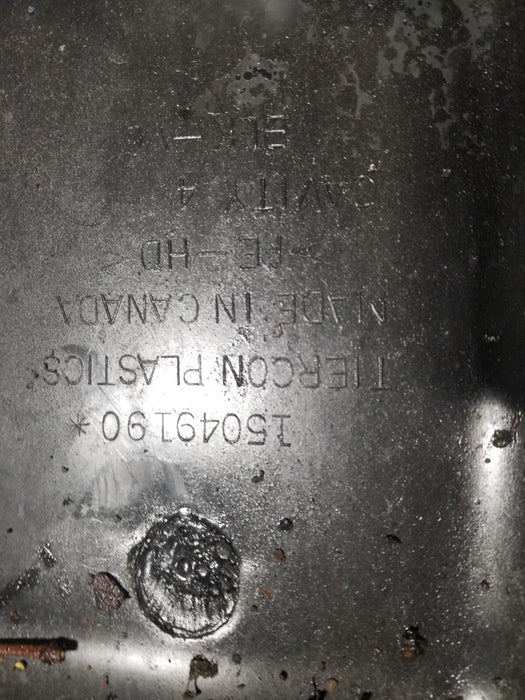 15049190*
TIERCON PLASTICS
MADE IN CANADA
>PE-HD<
CAVITY 4